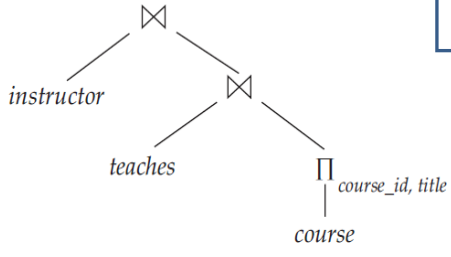 ⋈
instructor
⋈
teaches
Π course_id, title
course